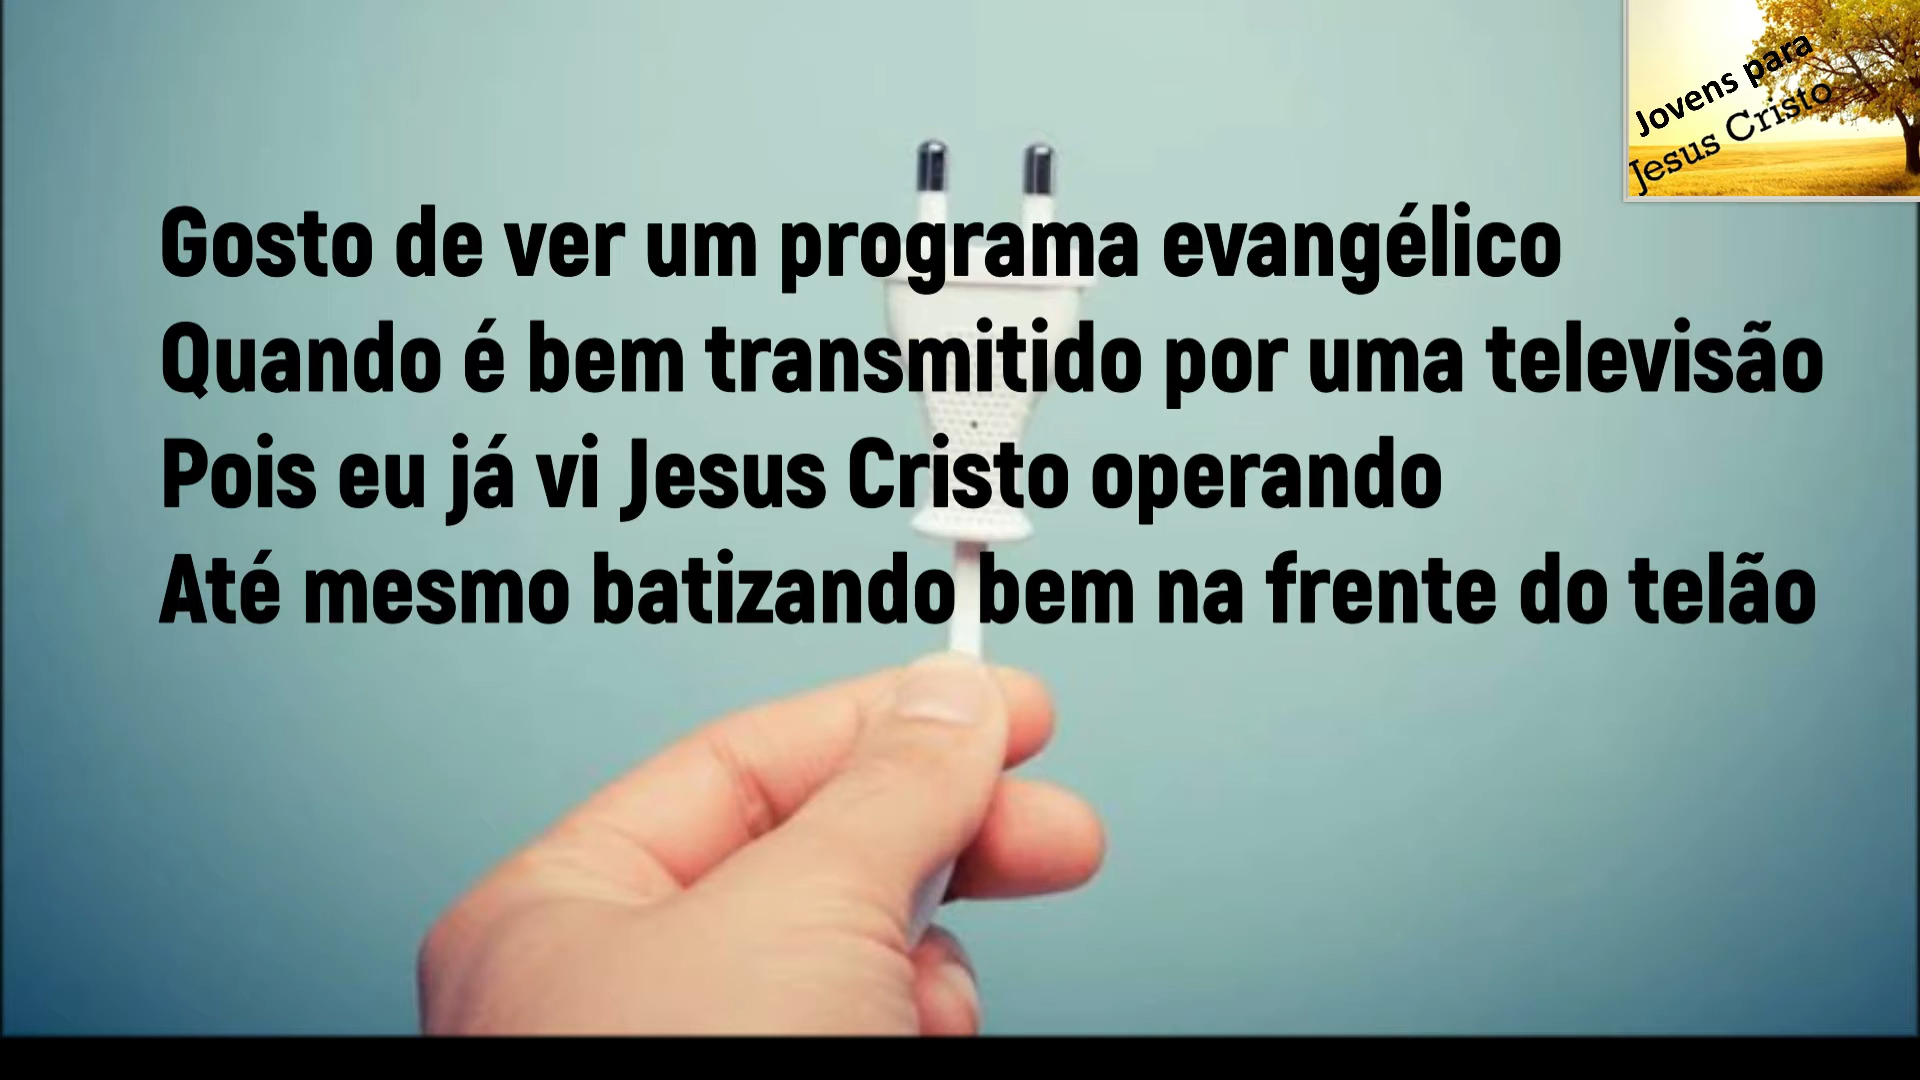 Jovens para
Jesus Cristo
Gosto de ver um programa evangélico
Quando é bem transmitido por uma televisão
Pois eu já vi Jesus Cristo operando
Até mesmo batizando bem na frente do telão